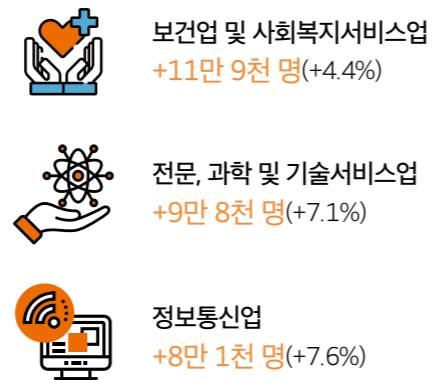 보건업 및 사회복지서비스업
+11만 9천 명(+4.4%)
전문, 과학 및 기술서비스업
+9만 8천 명(+7.1%)
정보통신업
+8만 1천 명(+7.6%)